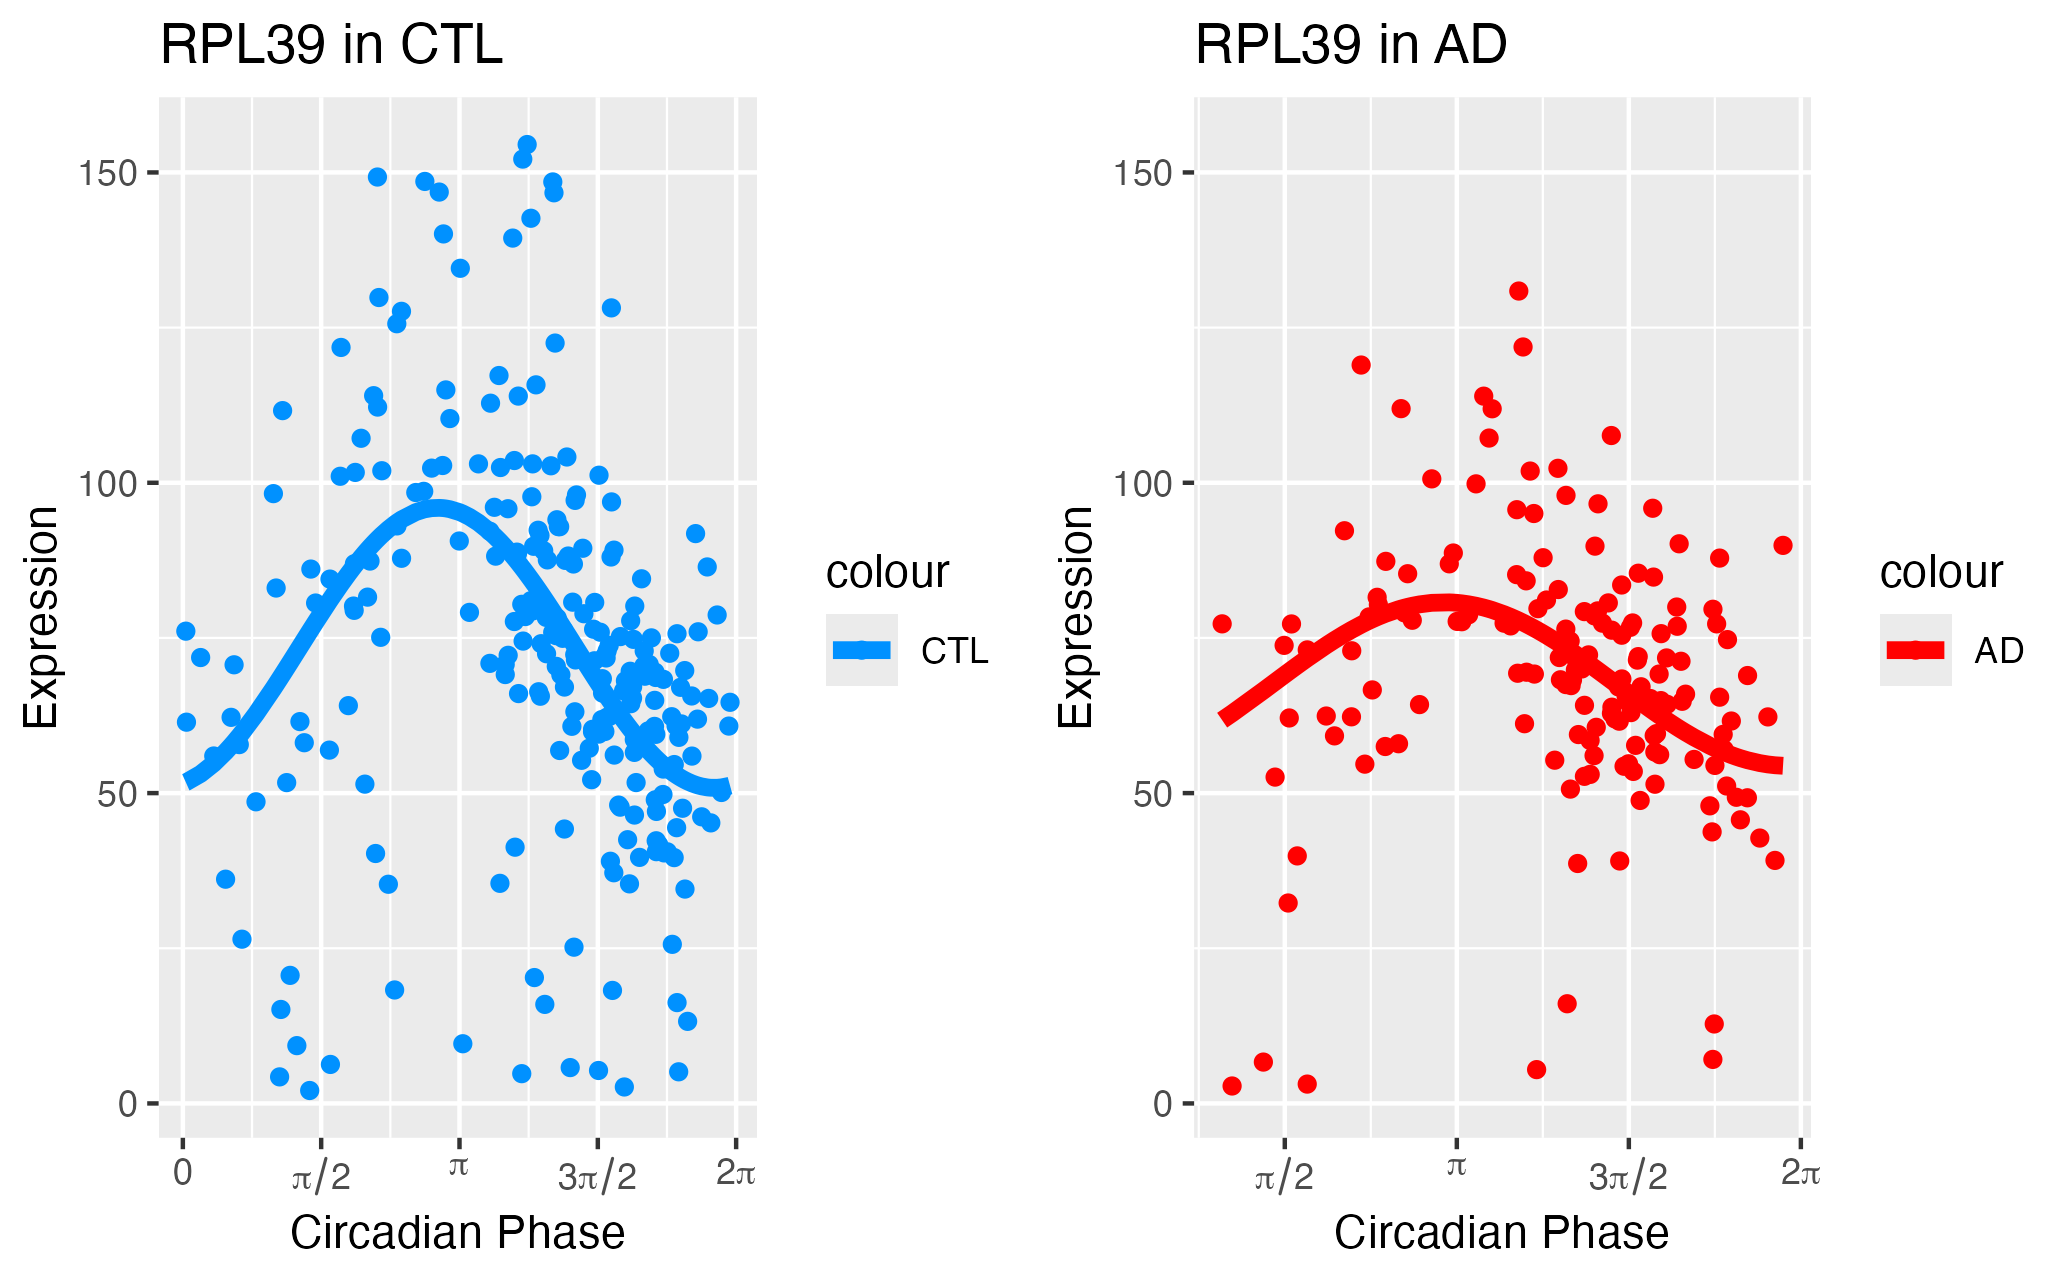 RPL39 in CTL
150
100
50
0
Expression
0 π/2 π 3π/2 2π
Circadian Phase
colour
CTL
RPL39 in AD
150
100
50
0
Expression
π/2 π 3π/2 2π
Circadian Phase
colour
AD